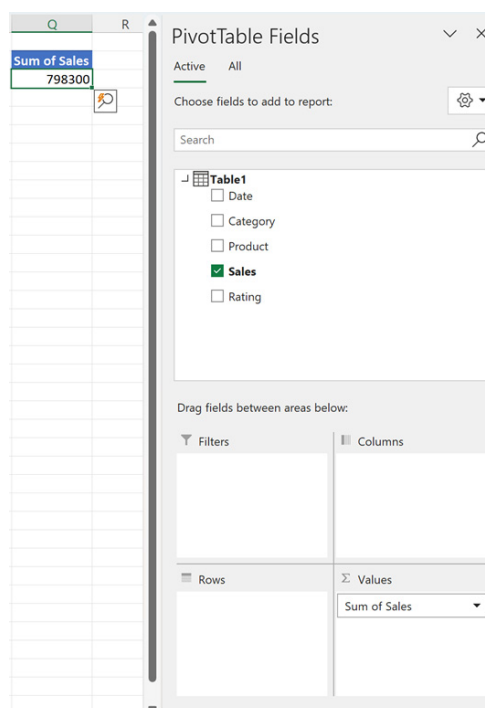 Q R
Sum of Sales
798300
PivotTable Fields
Active All
Choose fields to add to report:
Search
Table1
Date
Category
Product
Sales
Rating
Drag fields between areas below:
Filters
Columns
Rows
Σ Values
Sum of Sales